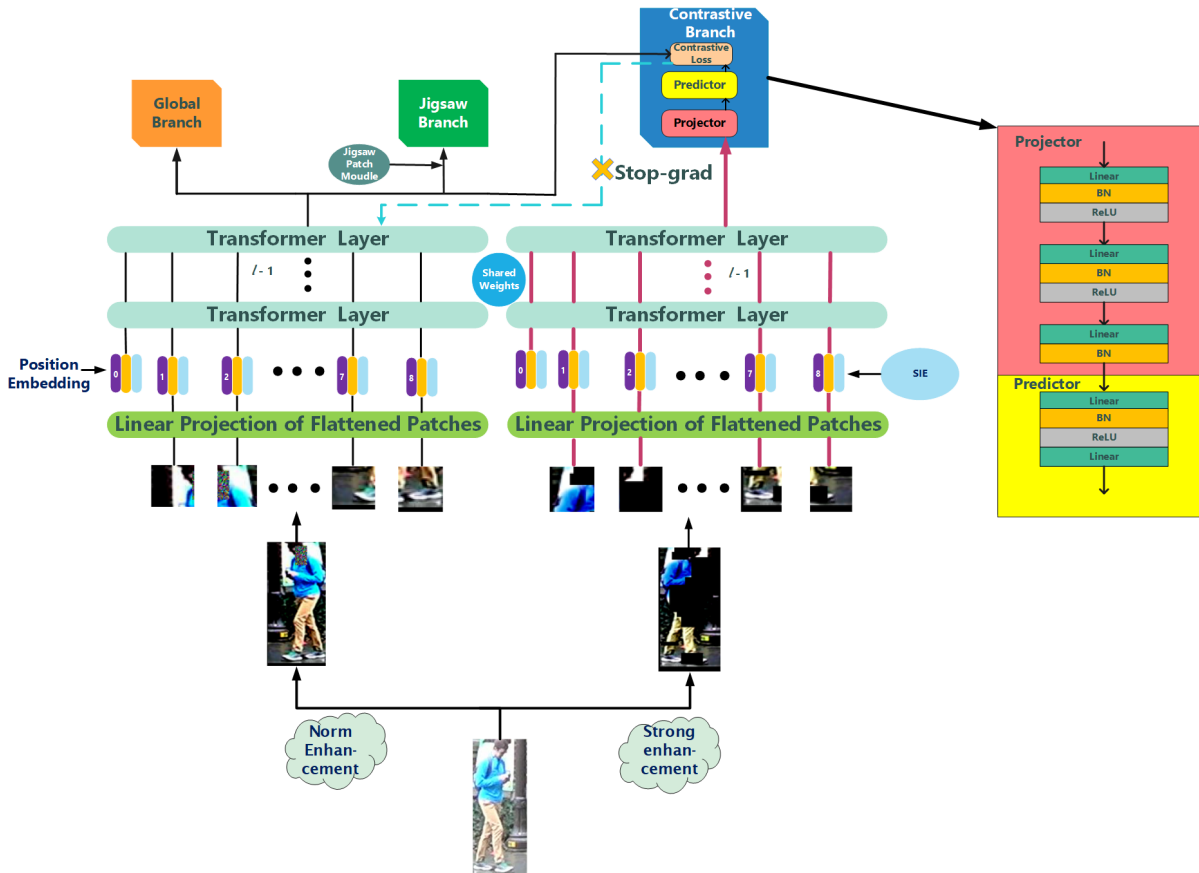 Contrastive
Branch
Contrastive
Loss
Predictor
Projector
Global
Branch
Jigsaw
Branch
Jigsaw
Patch
Moudle
Stop-grad
Projector
Linear
BN
ReLU
Linear
BN
ReLU
Linear
BN
Predictor
Linear
BN
ReLU
Linear
Transformer Layer
Transformer Layer
l - 1
Shared
Weights
l - 1
Transformer Layer
Transformer Layer
Position
Embedding
0
1
2
7
8
0
1
2
7
8
SIE
Linear Projection of Flattened Patches
Linear Projection of Flattened Patches
Norm
Enhan-
cement
Strong
enhan-
cement